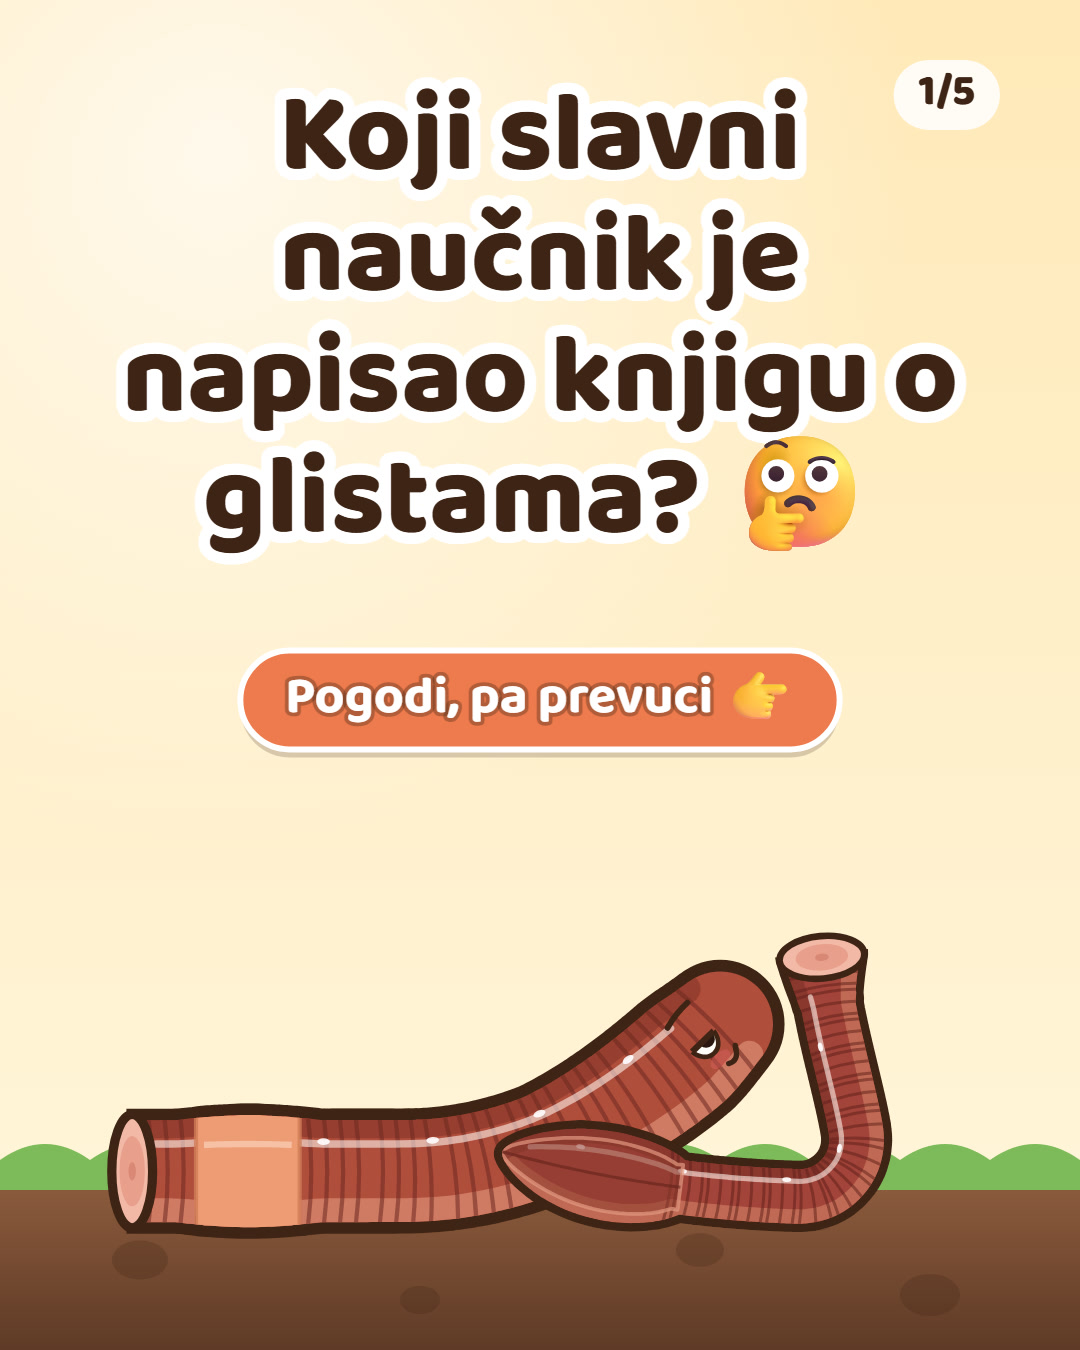 1/5
Koji slavni
naučnik je
napisao knjigu o
glistama? 🤔
Pogodi, pa prevuci 👉